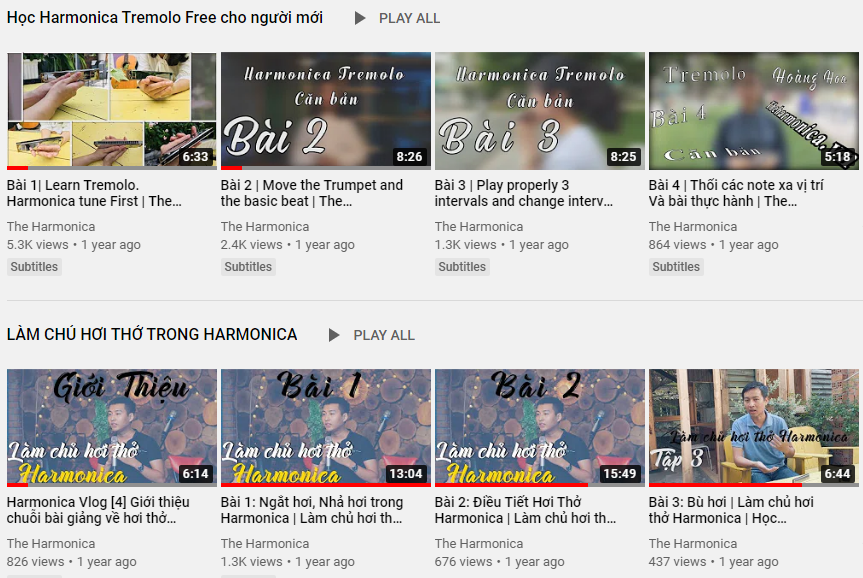 Học Harmonica Tremolo Free cho người mới PLAY ALL
Harmonica Tremolo
Căn bản
Bài 2
Harmonica Tremolo
Căn bản
Bài 3
Tremolo Hoàng Hoa
Bài 4
Căn bản
6:33 8:26 8:25 5:18
Bài 1| Learn Tremolo.
Harmonica tune First | The...
The Harmonica
5.3K views • 1 year ago
Subtitles
Bài 2 | Move the Trumpet and
the basic beat | The...
The Harmonica
2.4K views • 1 year ago
Subtitles
Bài 3 | Play properly 3
intervals and change interv...
The Harmonica
1.3K views • 1 year ago
Subtitles
Bài 4 | Thổi các note xa vị trí
Và bài thực hành | The...
The Harmonica
864 views • 1 year ago
Subtitles
LÀM CHỦ HƠI THỞ TRONG HARMONICA PLAY ALL
Giới Thiệu
Làm chủ hơi thở
Harmonica
6:14
Bài 1
Làm chủ hơi thở
Harmonica
13:04
Bài 2
Làm chủ hơi thở
Harmonica
15:49
Làm chủ hơi thở Harmonica
Tập 3
6:44
Harmonica Vlog [4] Giới thiệu
chuỗi bài giảng về hơi thở...
The Harmonica
826 views • 1 year ago
Bài 1: Ngắt hơi, Nhả hơi trong
Harmonica | Làm chủ hơi th...
The Harmonica
1.3K views • 1 year ago
Bài 2: Điều Tiết Hơi Thở
Harmonica | Làm chủ hơi th...
The Harmonica
676 views • 1 year ago
Bài 3: Bù hơi | Làm chủ hơi
thở Harmonica | Học...
The Harmonica
437 views • 1 year ago